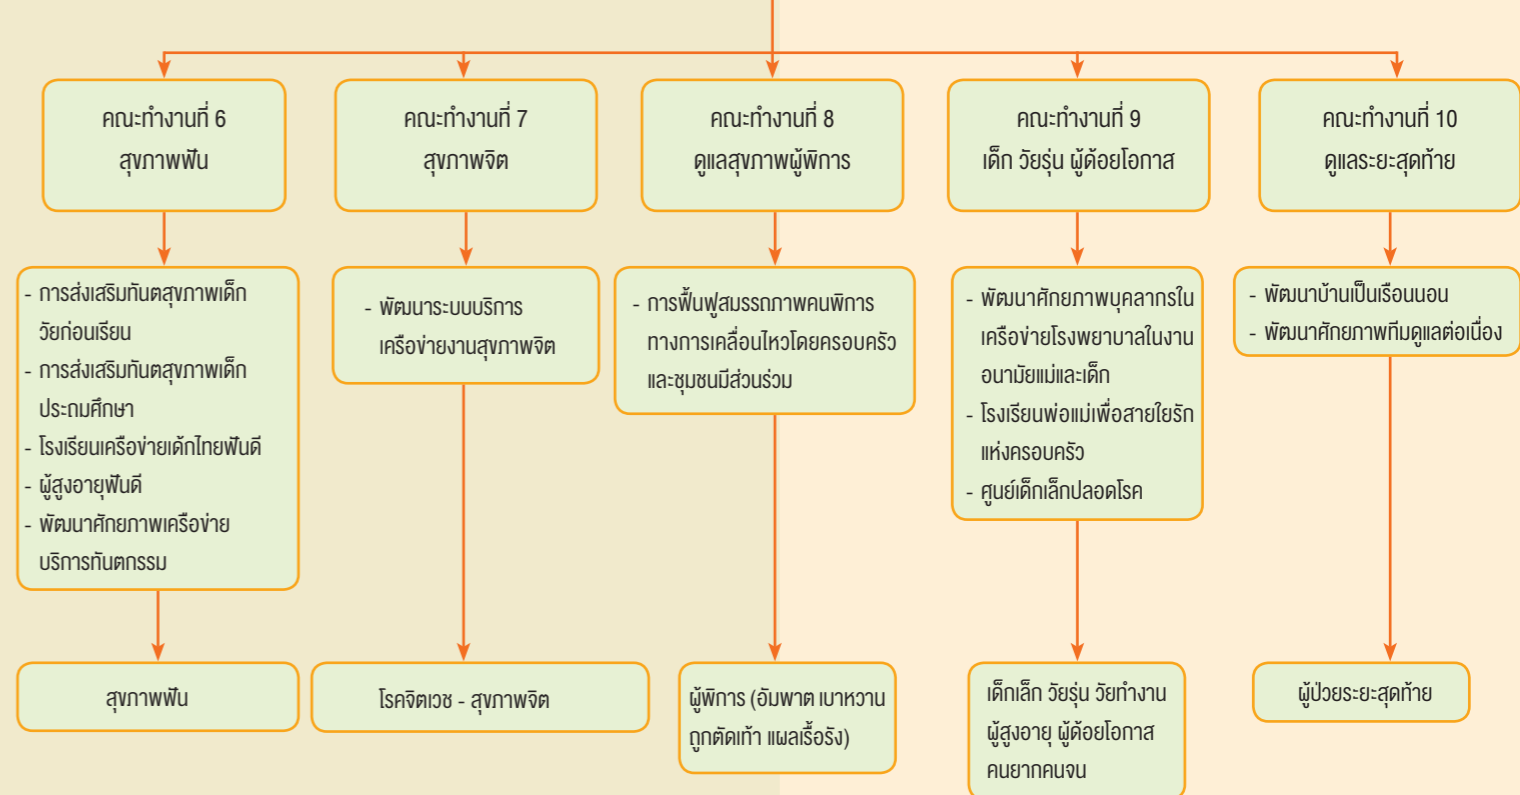 คณะทำงานที่ 6
สุขภาพฟัน
คณะทำงานที่ 7
สุขภาพจิต
คณะทำงานที่ 8
ดูแลสุขภาพผู้พิการ
คณะทำงานที่ 9
เด็ก วัยรุ่น ผู้ด้อยโอกาส
คณะทำงานที่ 10
ดูแลระยะสุดท้าย
- การส่งเสริมทันตสุขภาพเด็ก
วัยก่อนเรียน
- การส่งเสริมทันตสุขภาพเด็ก
ประถมศึกษา
- โรงเรียนเครือข่ายเด้กไทยฟันดี
- ผู้สูงอายุฟันดี
- พัฒนาศักยภาพเครือข่าย
บริการทันตกรรม
- พัฒนาระบบบริการ
เครือข่ายงานสุขภาพจิต
- การฟื้นฟูสมรรถภาพคนพิการ
ทางการเคลื่อนไหวโดยครอบครัว
และชุมชนมีส่วนร่วม
- พัฒนาศักยภาพบุคลากรใน
เครือข่ายโรงพยาบาลในงาน
อนามัยแม่และเด็ก
- โรงเรียนพ่อแม่เพื่อสายใยรัก
แห่งครอบครัว
- ศูนย์เด็กเล็กปลอดโรค
- พัฒนาบ้านเป็นเรือนนอน
- พัฒนาศักยภาพทีมดูแลต่อเนื่อง
สุขภาพฟัน
โรคจิตเวช - สุขภาพจิต
ผู้พิการ (อัมพาต เบาหวาน
ถูกตัดเท้า แผลเรื้อรัง)
เด็กเล็ก วัยรุ่น วัยทำงาน
ผู้สูงอายุ ผู้ด้อยโอกาส
คนยากคนจน
ผู้ป่วยระยะสุดท้าย